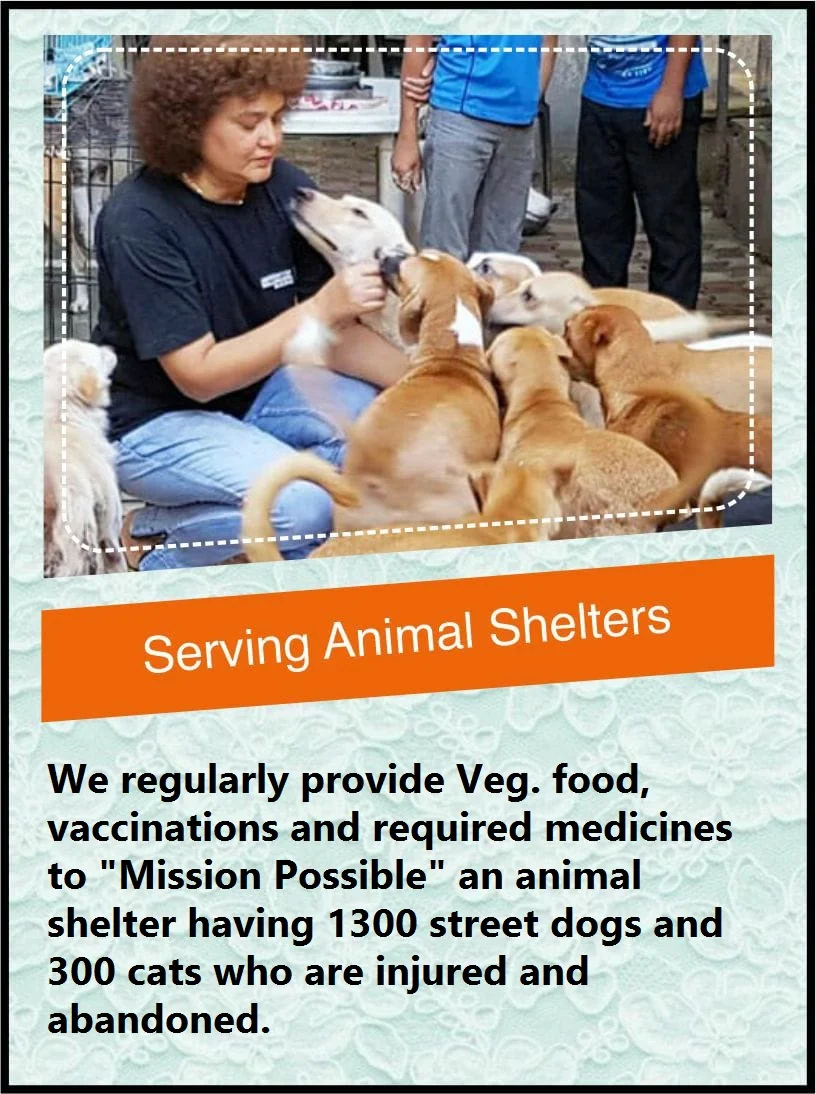 Serving Animal Shelters
We regularly provide Veg. food,
vaccinations and required medicines
to "Mission Possible" an animal
shelter having 1300 street dogs and
300 cats who are injured and
abandoned.